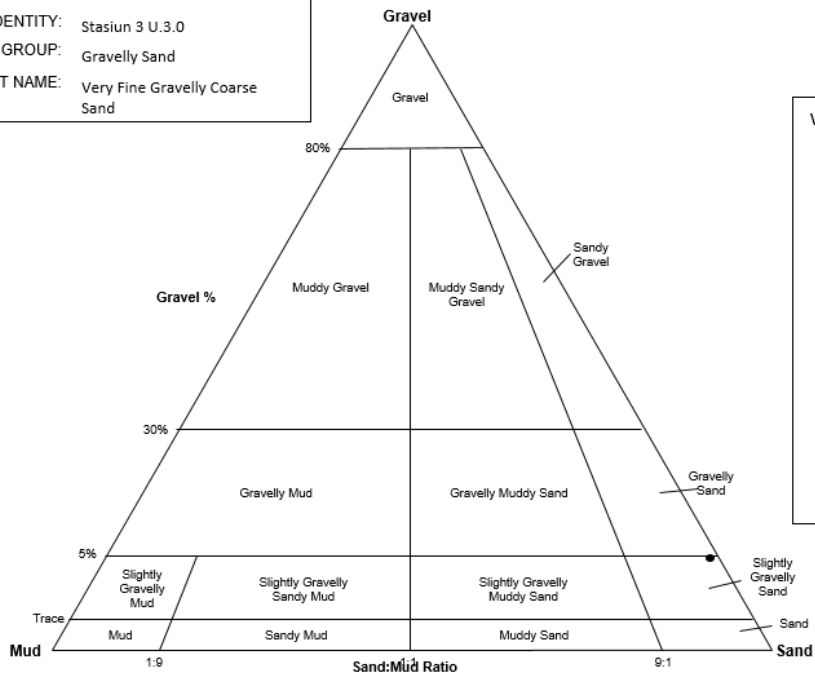 DENTITY: Stasiun 3 U.3.0
GROUP: Gravelly Sand
T NAME: Very Fine Gravelly Coarse
Sand
Gravel
Gravel
80%
Sandy
Gravel
Gravel %
Muddy Gravel
Muddy Sandy
Gravel
30%
Gravelly Mud
Gravelly Muddy Sand
Gravelly
Sand
5%
Slightly
Gravelly
Mud
Slightly Gravelly
Sandy Mud
Slightly Gravelly
Muddy Sand
Slightly
Gravelly
Sand
Trace
Mud
Sandy Mud
Muddy Sand
Sand
Mud
Sand
1:9
1:1
9:1
Sand:Mud Ratio